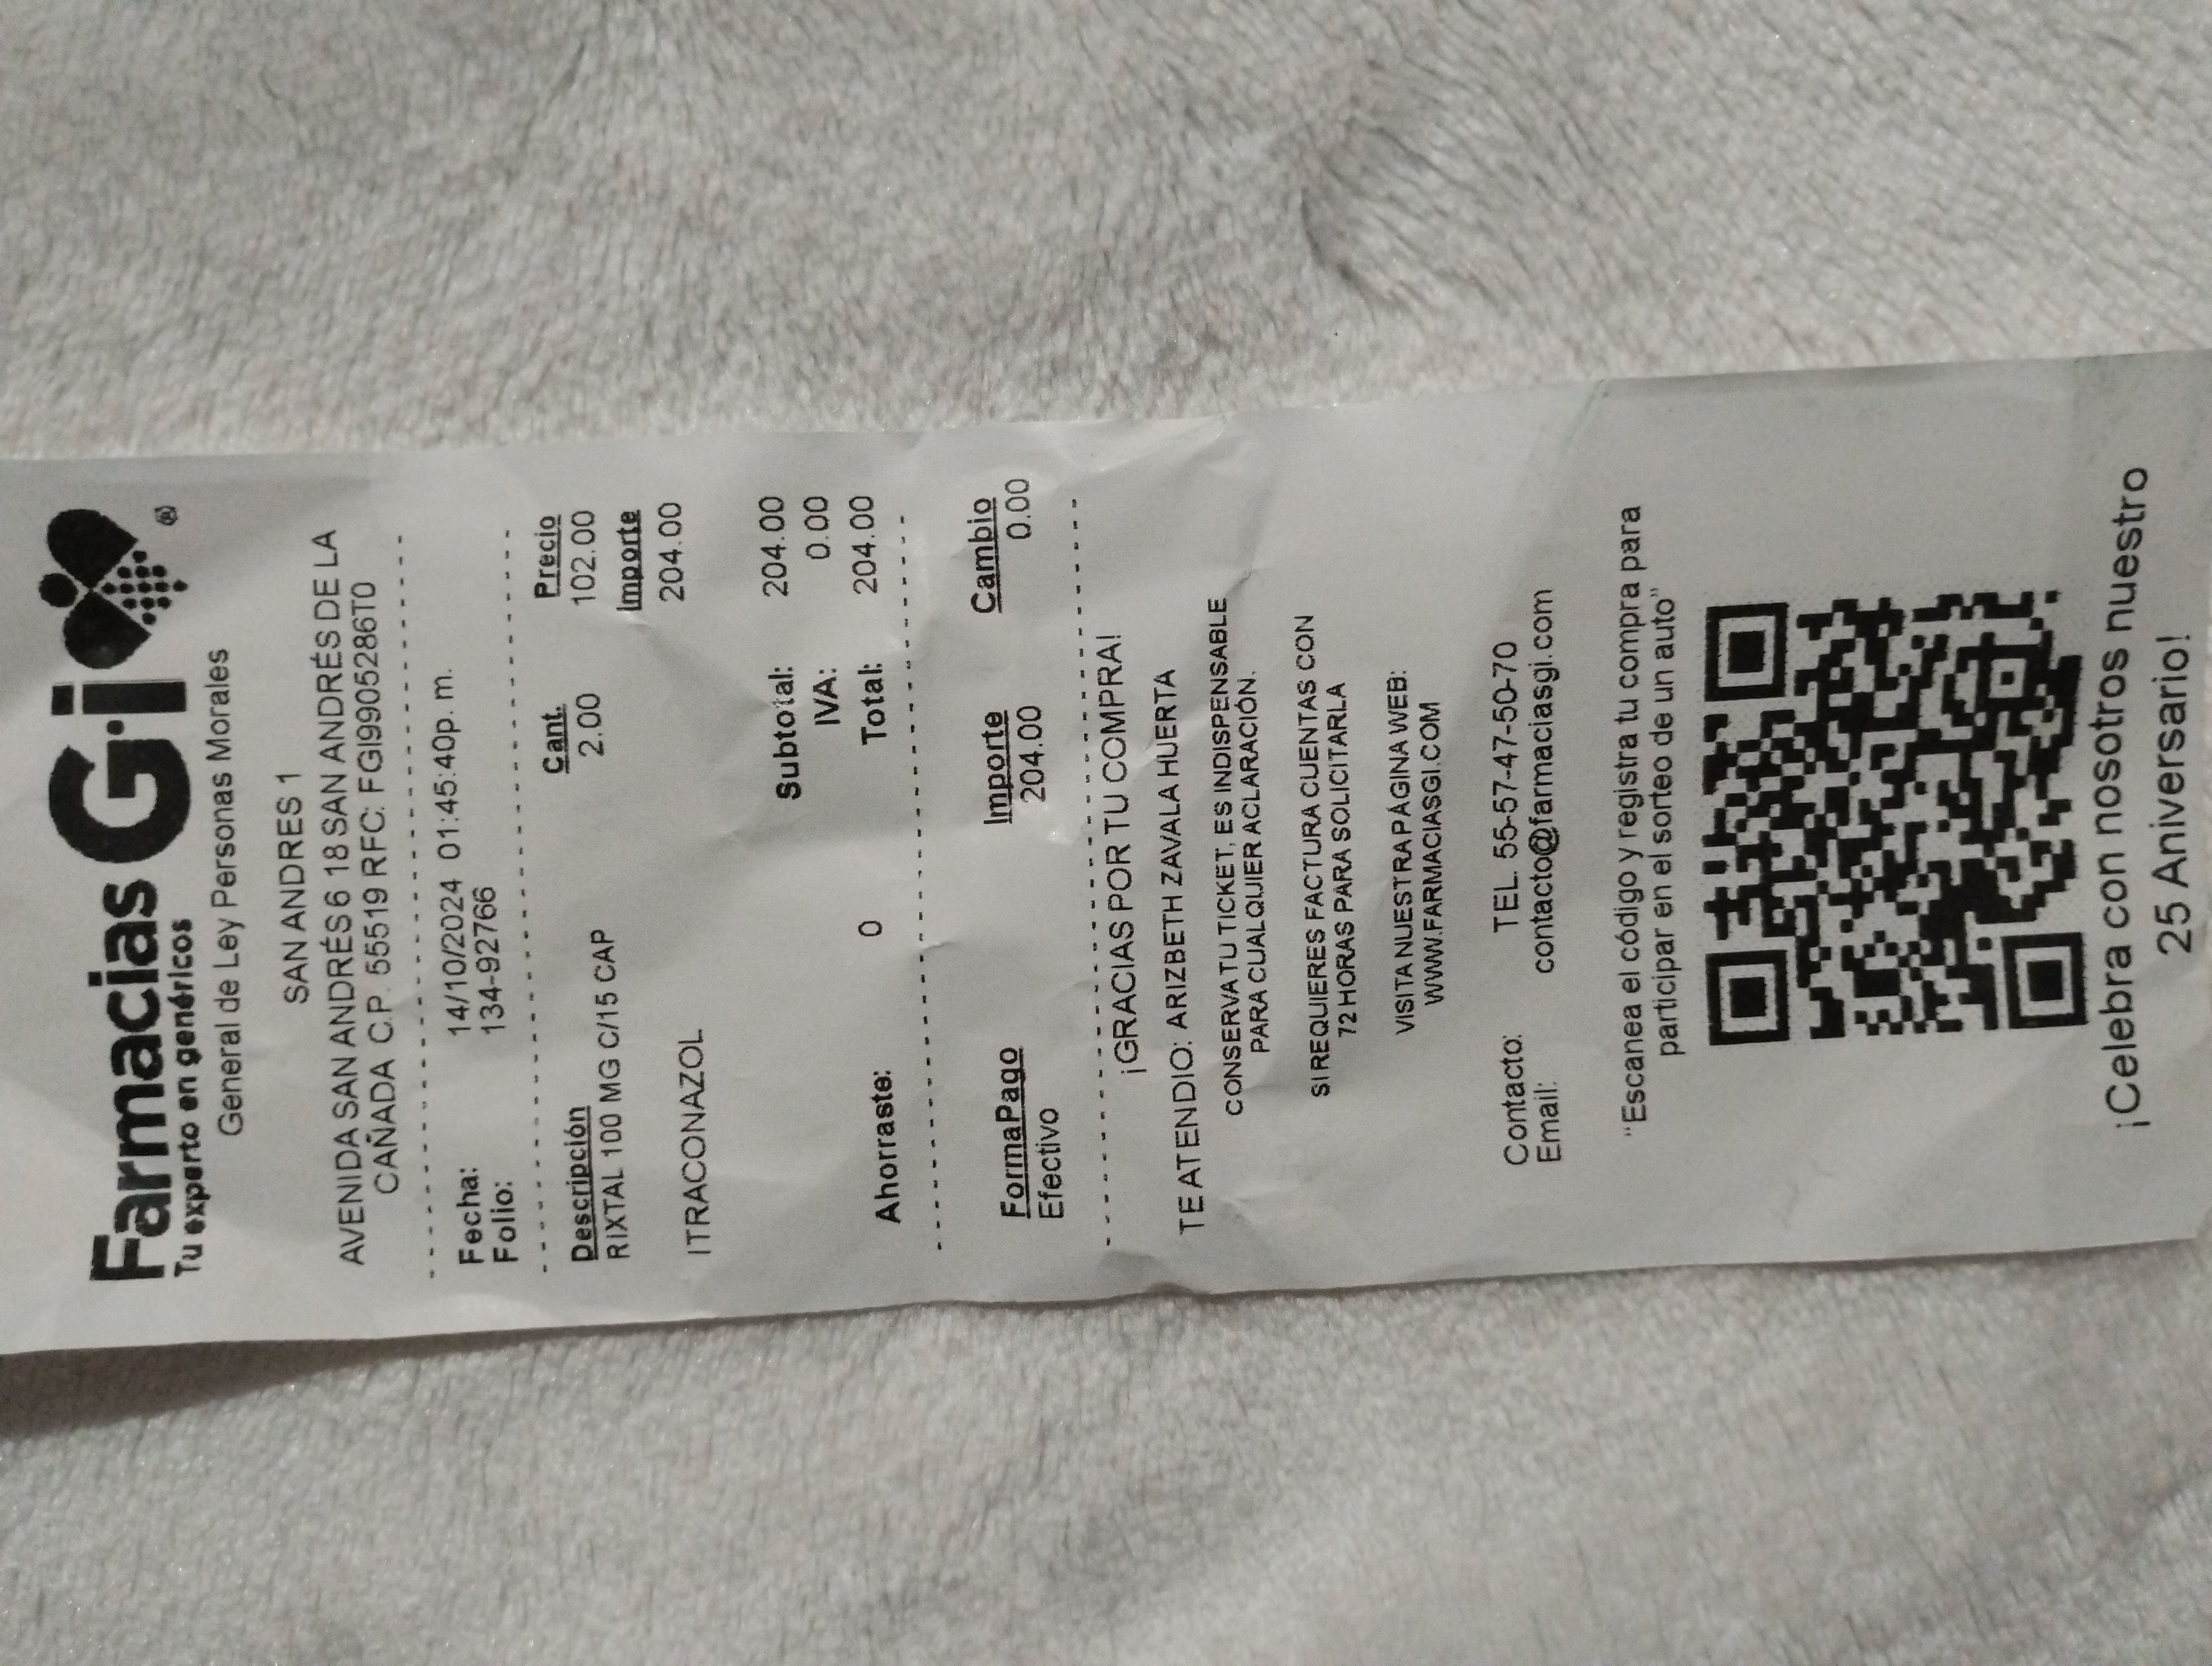 Farmacias Gi ®
Tu experto en genéricos
General de Ley Personas Morales
SAN ANDRES 1
AVENIDA SAN ANDRÉS 6 18 SAN ANDRÉS DE LA
CAÑADA C.P. 55519 RFC: FGI9905286T0
Fecha: 14/10/2024 01:45:40p. m.
Folio: 134-92766
Descripción Cant. Precio
RIXTAL 100 MG C/15 CAP 2.00 102.00
Importe
ITRACONAZOL 204.00
Subtotal: 204.00
IVA: 0.00
Ahorraste: 0 Total: 204.00
FormaPago Importe Cambio
Efectivo 204.00 0.00
¡GRACIAS POR TU COMPRA!
TE ATENDIO: ARIZBETH ZAVALA HUERTA
CONSERVA TU TICKET, ES INDISPENSABLE
PARA CUALQUIER ACLARACIÓN.
SI REQUIERES FACTURA CUENTAS CON
72 HORAS PARA SOLICITARLA
VISITA NUESTRA PÁGINA WEB:
WWW.FARMACIASGI.COM
Contacto: TEL. 55-57-47-50-70
Email: contacto@farmaciasgi.com
"Escanea el código y registra tu compra para
participar en el sorteo de un auto"
¡Celebra con nosotros nuestro
25 Aniversario!